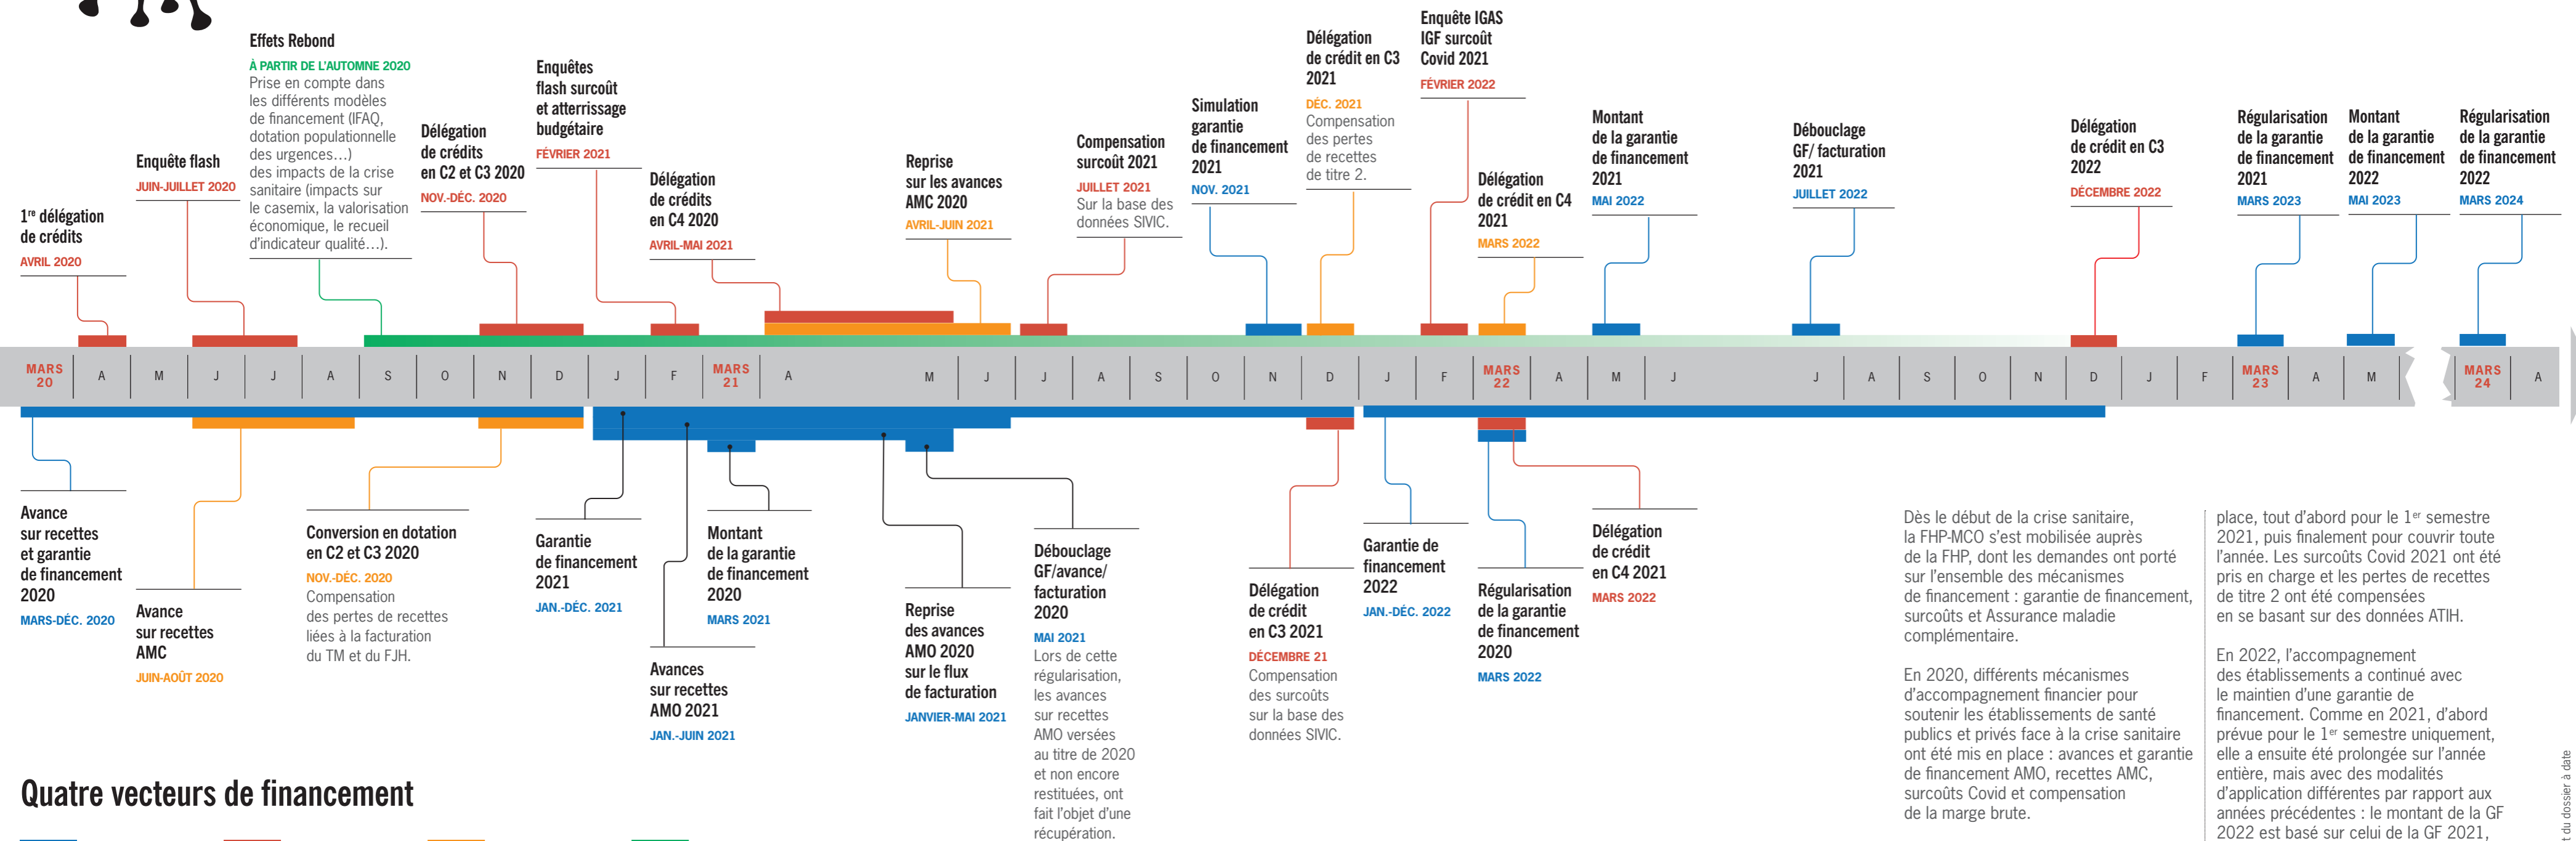 Effets Rebond
À PARTIR DE L'AUTOMNE 2020
Prise en compte dans
les différents modèles
de financement (IFAQ,
dotation populationnelle
des urgences…)
des impacts de la crise
sanitaire (impacts sur
le casemix, la valorisation
économique, le recueil
d'indicateur qualité…).
1re délégation
de crédits
AVRIL 2020
Enquête flash
JUIN-JUILLET 2020
Délégation
de crédits
en C2 et C3 2020
NOV.-DÉC. 2020
Enquêtes
flash surcoût
et atterrissage
budgétaire
FÉVRIER 2021
Délégation
de crédits
en C4 2020
AVRIL-MAI 2021
Reprise
sur les avances
AMC 2020
AVRIL-JUIN 2021
Compensation
surcoût 2021
JUILLET 2021
Sur la base des
données SIVIC.
Simulation
garantie
de financement
2021
NOV. 2021
Délégation
de crédit en C3
2021
DÉC. 2021
Compensation
des pertes
de recettes
de titre 2.
Enquête IGAS
IGF surcoût
Covid 2021
FÉVRIER 2022
Délégation
de crédit en C4
2021
MARS 2022
Montant
de la garantie
de financement
2021
MAI 2022
Débouclage
GF/ facturation
2021
JUILLET 2022
Délégation
de crédit en C3
2022
DÉCEMBRE 2022
Régularisation
de la garantie
de financement
2021
MARS 2023
Montant
de la garantie
de financement
2022
MAI 2023
Régularisation
de la garantie
de financement
2022
MARS 2024
MARS 20 A M J J A S O N D J F MARS 21 A M J J A S O N D J F MARS 22 A M J J A S O N D J F MARS 23 A M MARS 24 A
Avance
sur recettes
et garantie
de financement
2020
MARS-DÉC. 2020
Avance
sur recettes
AMC
JUIN-AOÛT 2020
Conversion en dotation
en C2 et C3 2020
NOV.-DÉC. 2020
Compensation
des pertes de recettes
liées à la facturation
du TM et du FJH.
Garantie
de financement
2021
JAN.-DÉC. 2021
Avances
sur recettes
AMO 2021
JAN.-JUIN 2021
Montant
de la garantie
de financement
2020
MARS 2021
Reprise
des avances
AMO 2020
sur le flux
de facturation
JANVIER-MAI 2021
Débouclage
GF/avance/
facturation
2020
MAI 2021
Lors de cette
régularisation,
les avances
sur recettes
AMO versées
au titre de 2020
et non encore
restituées, ont
fait l'objet d'une
récupération.
Délégation
de crédit
en C3 2021
DÉCEMBRE 21
Compensation
des surcoûts
sur la base des
données SIVIC.
Garantie de
financement
2022
JAN.-DÉC. 2022
Régularisation
de la garantie
de financement
2020
MARS 2022
Délégation
de crédit
en C4 2021
MARS 2022
Dès le début de la crise sanitaire,
la FHP-MCO s'est mobilisée auprès
de la FHP, dont les demandes ont porté
sur l'ensemble des mécanismes
de financement : garantie de financement,
surcoûts et Assurance maladie
complémentaire.
En 2020, différents mécanismes
d'accompagnement financier pour
soutenir les établissements de santé
publics et privés face à la crise sanitaire
ont été mis en place : avances et garantie
de financement AMO, recettes AMC,
surcoûts Covid et compensation
de la marge brute.
place, tout d'abord pour le 1er semestre
2021, puis finalement pour couvrir toute
l'année. Les surcoûts Covid 2021 ont été
pris en charge et les pertes de recettes
de titre 2 ont été compensées
en se basant sur des données ATIH.
En 2022, l'accompagnement
des établissements a continué avec
le maintien d'une garantie de
financement. Comme en 2021, d'abord
prévue pour le 1er semestre uniquement,
elle a ensuite été prolongée sur l'année
entière, mais avec des modalités
d'application différentes par rapport aux
années précédentes : le montant de la GF
2022 est basé sur celui de la GF 2021,
Quatre vecteurs de financement
t du dossier à date